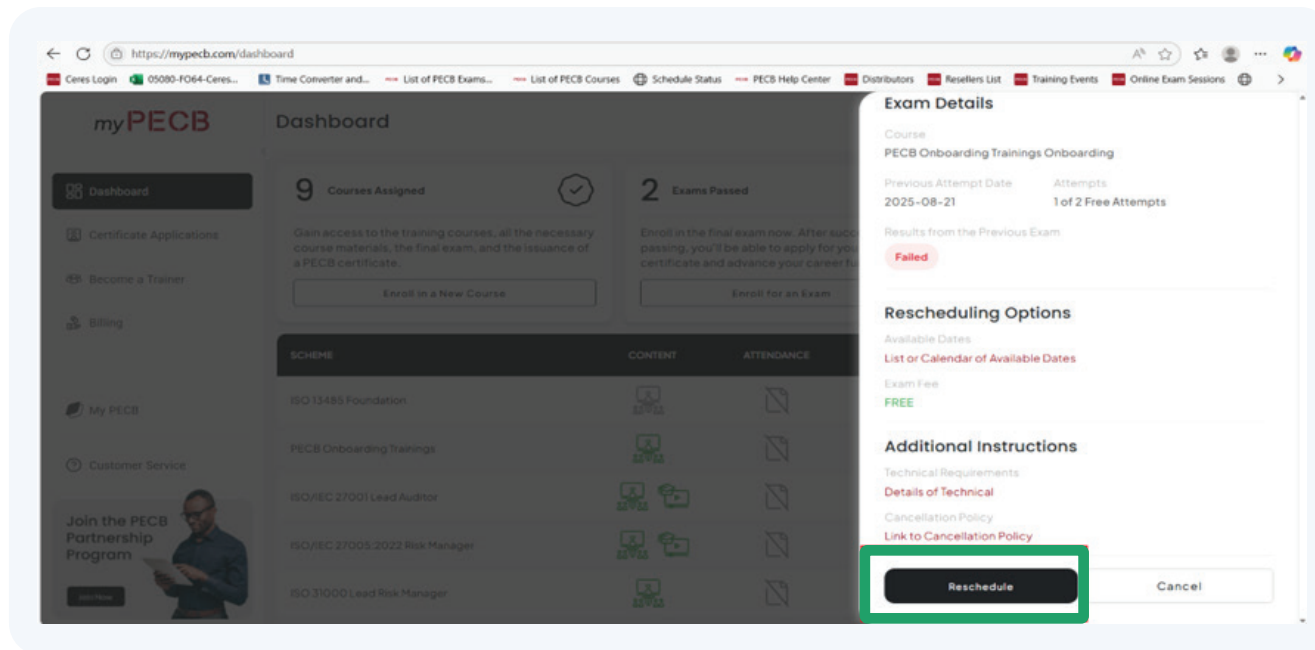 https://mypecb.com/dashboard
Ceres Login 05080-FO64-Ceres... Time Converter and... List of PECB Exams... List of PECB Courses Schedule Status PECB Help Center Distributors Resellers List Training Events Online Exam Sessions
myPECB
Dashboard
Dashboard
Certificate Applications
Become a Trainer
Billing
My PECB
Customer Service
Join the PECB
Partnership
Program
Join Now
9 Courses Assigned
Gain access to the training courses, all the necessary
course materials, the final exam, and the issuance of
a PECB certificate.
Enroll in a New Course
2 Exams Passed
Enroll in the final exam now. After succ
passing, you'll be able to apply for you
certificate and advance your career fu
Enroll for an Exam
SCHEME CONTENT ATTENDANCE
ISO 13485 Foundation
PECB Onboarding Trainings
ISO/IEC 27001 Lead Auditor
ISO/IEC 27005:2022 Risk Manager
ISO 31000 Lead Risk Manager
Exam Details
Course
PECB Onboarding Trainings Onboarding
Previous Attempt Date Attempts
2025-08-21 1 of 2 Free Attempts
Results from the Previous Exam
Failed
Rescheduling Options
Available Dates
List or Calendar of Available Dates
Exam Fee
FREE
Additional Instructions
Technical Requirements
Details of Technical
Cancellation Policy
Link to Cancellation Policy
Reschedule Cancel